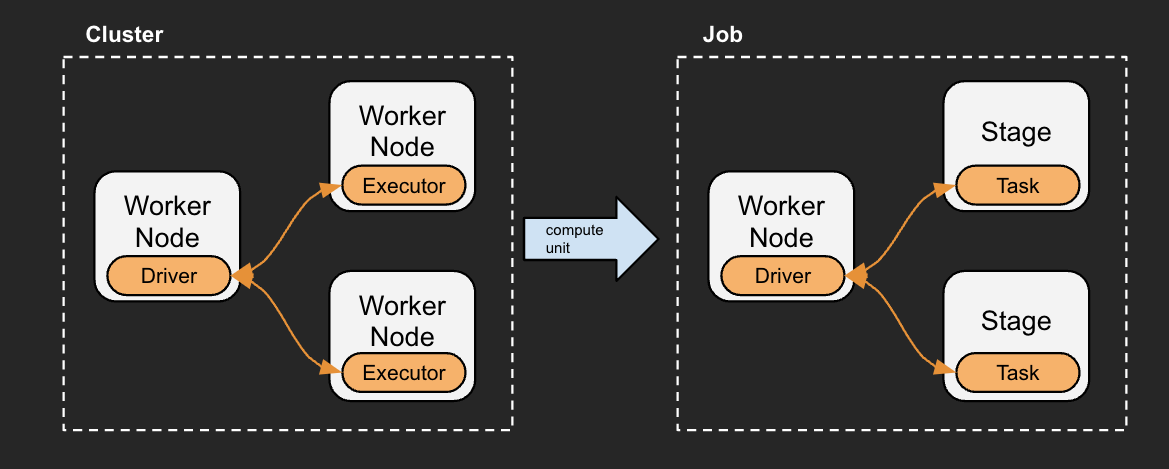 Cluster
Worker
Node
Driver
Worker
Node
Executor
Worker
Node
Executor
compute
unit
Job
Worker
Node
Driver
Stage
Task
Stage
Task